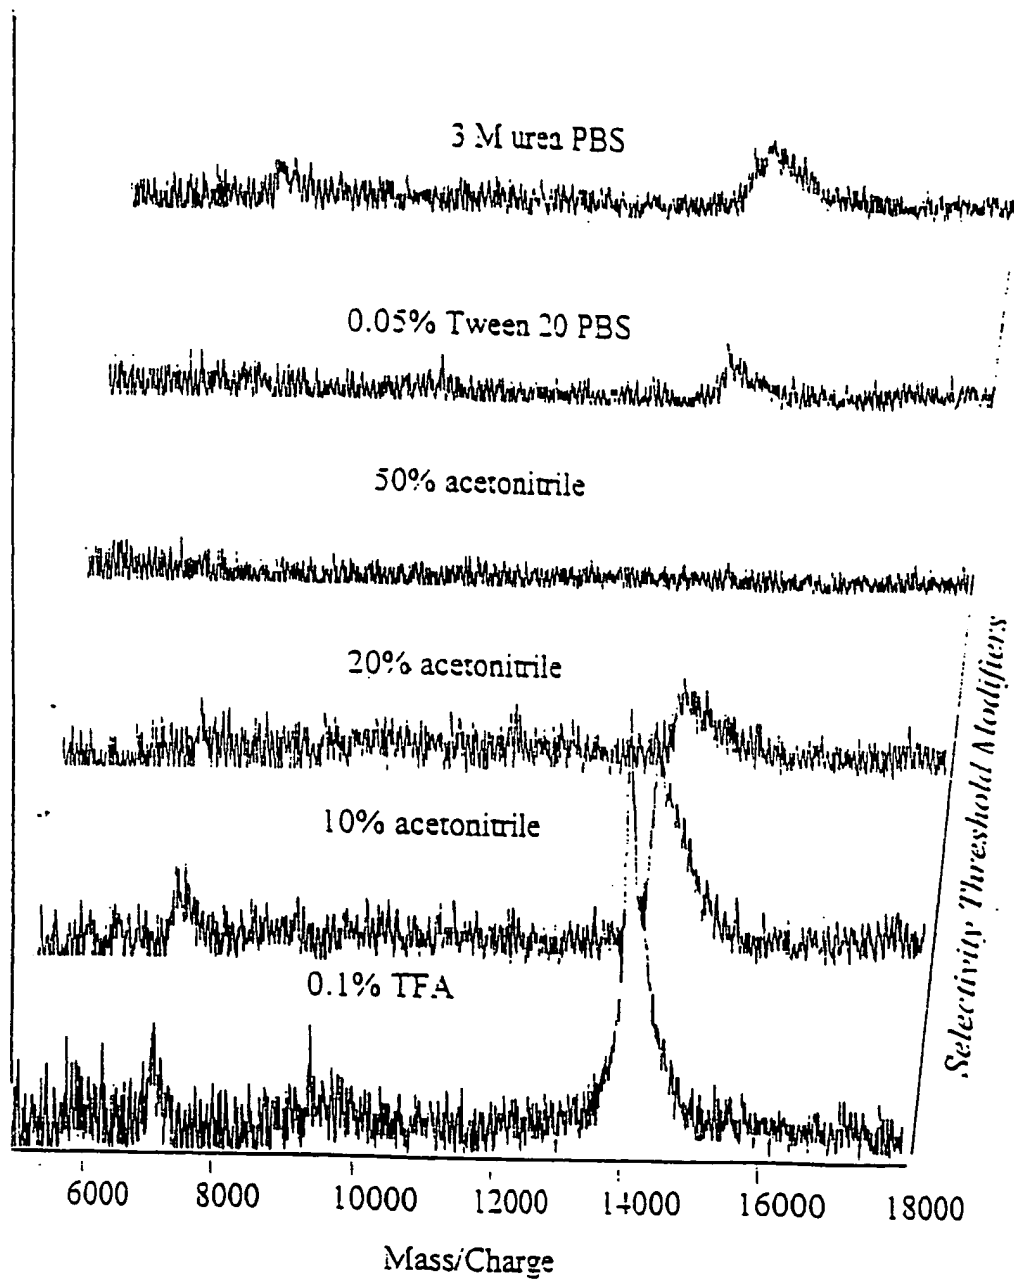 3 M urea PBS
0.05% Tween 20 PBS
50% acetonitrile
20% acetonitrile
10% acetonitrile
0.1% TFA
Selectivity Threshold Modifiers
6000 8000 10000 12000 14000 16000 18000
Mass/Charge